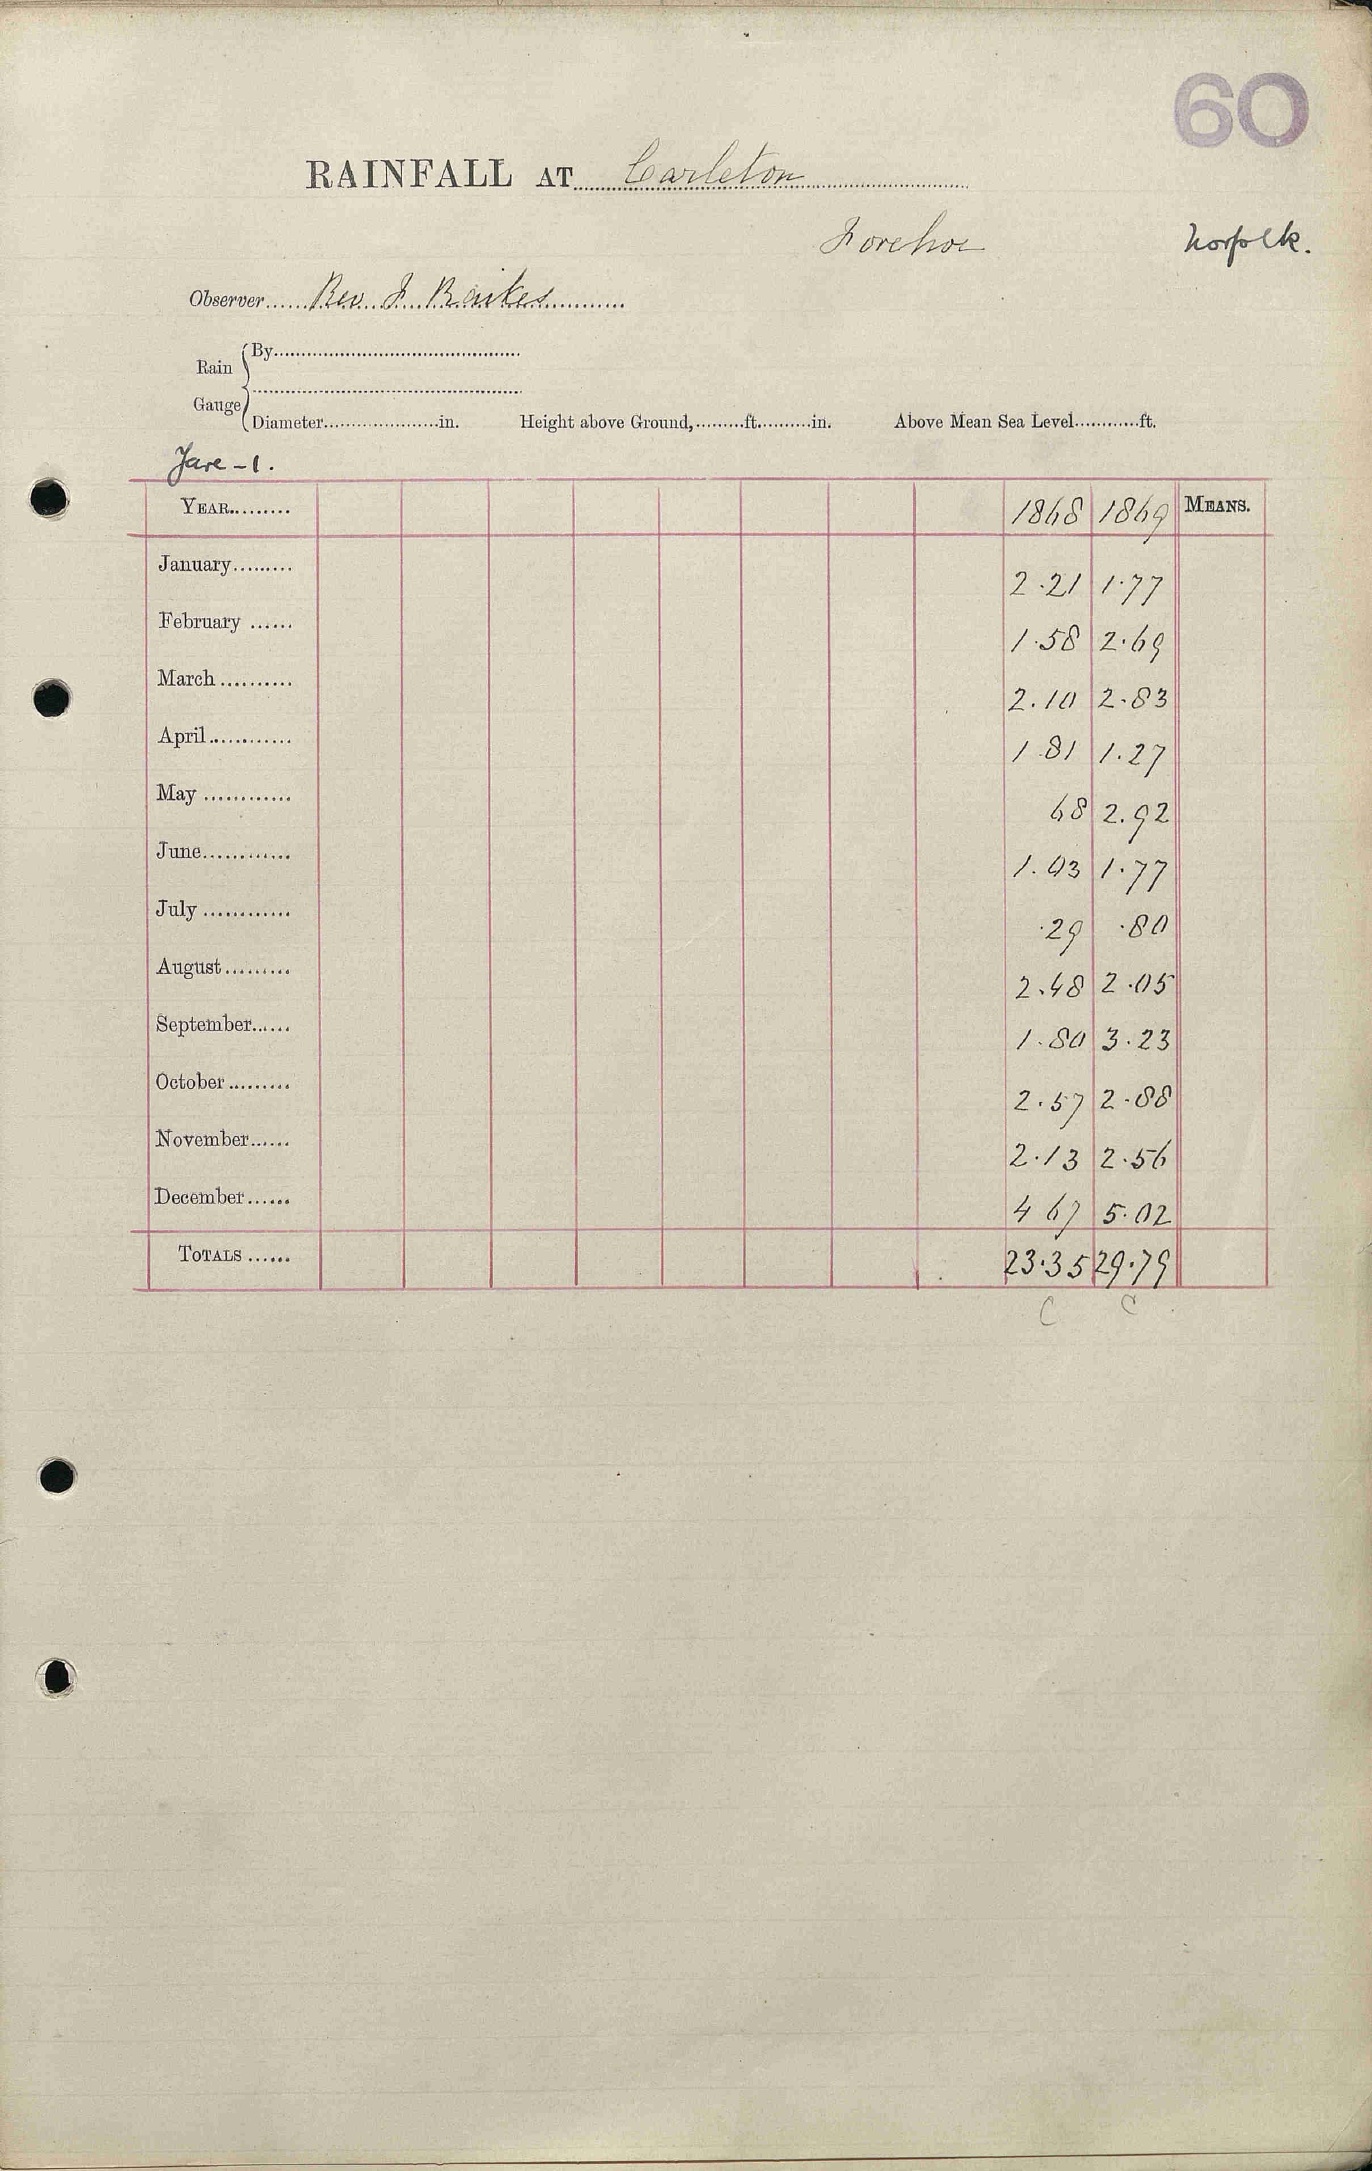 60
RAINFALL AT Carleton
Forehoe Norfolk.
Observer Rev. J Raikes
Rain Gauge
By
Diameter in. Height above Ground, ft. in. Above Mean Sea Level ft.
Yare - 1.
YEAR 1868 1869 MEANS.
January 2.21 1.77
February 1.58 2.69
March 2.10 2.83
April 1 81 1.27
May 68 2.92
June 1.03 1.77
July .29 .80
August 2.48 2.05
September 1.80 3.23
October 2.57 2.88
November 2.13 2.56
December 4 67 5.02
TOTALS 23.35 29.79
C C